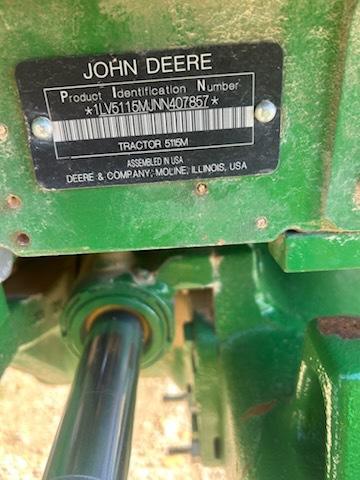 JOHN DEERE
Product Identification Number
*1LV5115MJNN407857*
TRACTOR 5115M
ASSEMBLED IN USA
DEERE & COMPANY; MOLINE, ILLINOIS, USA